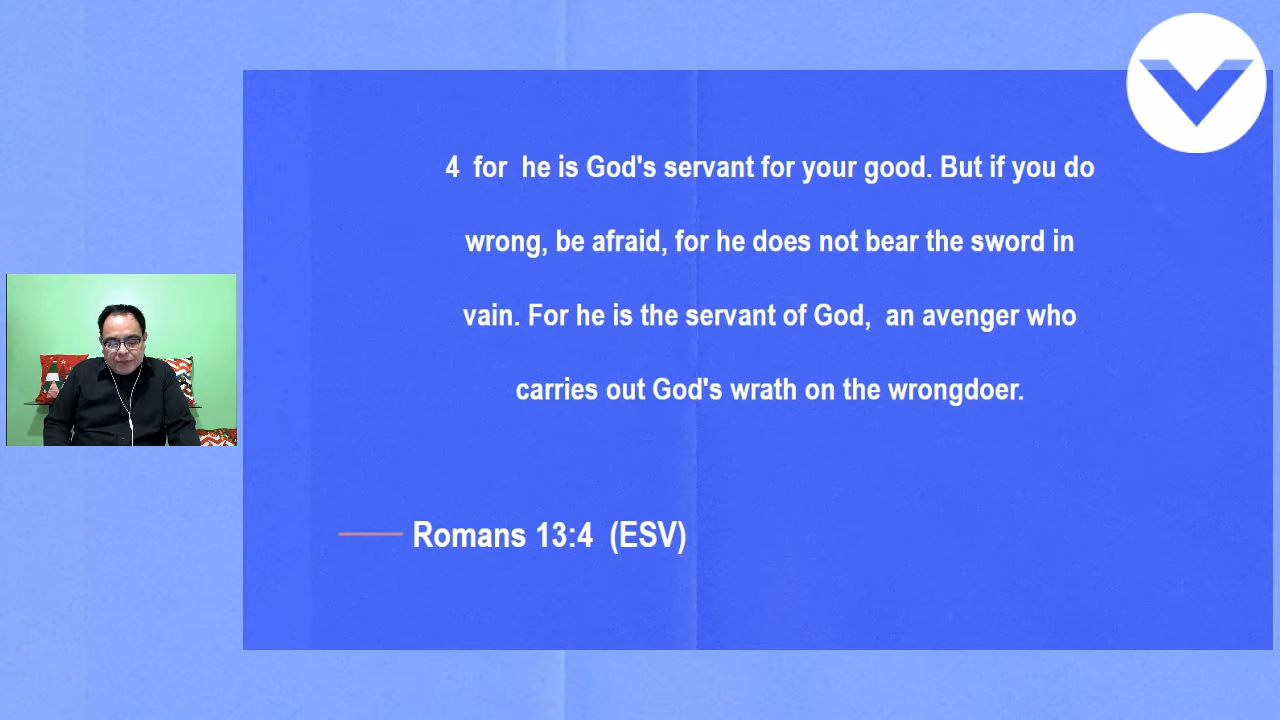 4 for he is God's servant for your good. But if you do
wrong, be afraid, for he does not bear the sword in
vain. For he is the servant of God, an avenger who
carries out God's wrath on the wrongdoer.
Romans 13:4 (ESV)